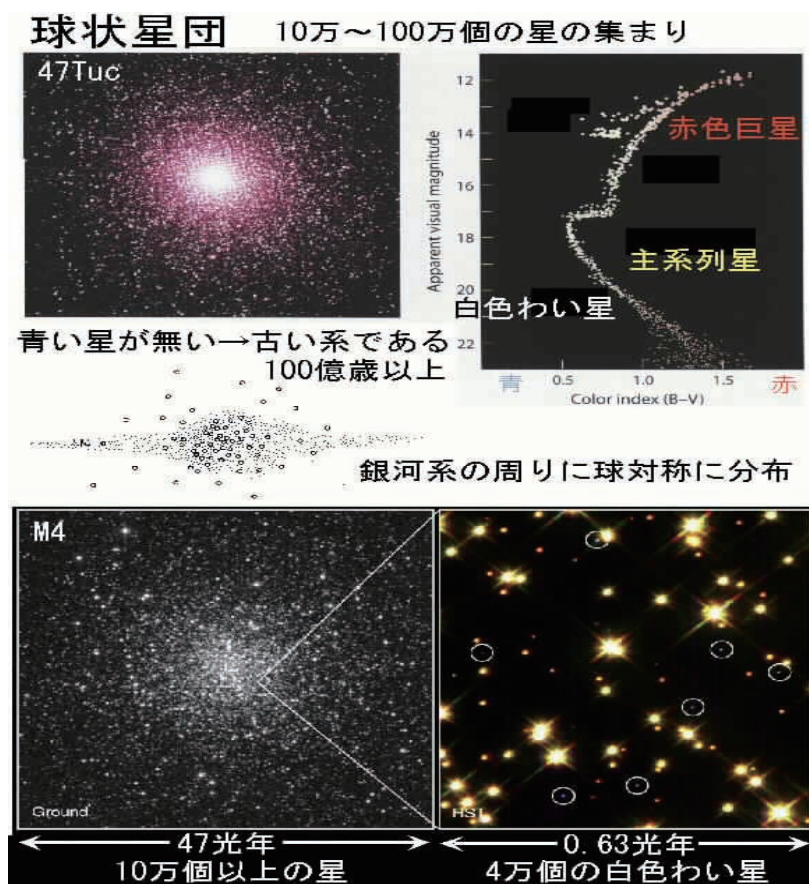 球状星団 10万～100万個の星の集まり
47Tuc
12
14
16
18
20
22
Apparent visual magnitude
赤色巨星
主系列星
白色わい星
青 0.5 1.0 1.5 赤
Color index (B-V)
青い星が無い→古い系である
100億歳以上
銀河系の周りに球対称に分布
M4
Ground
HST
47光年
10万個以上の星
0.63光年
4万個の白色わい星